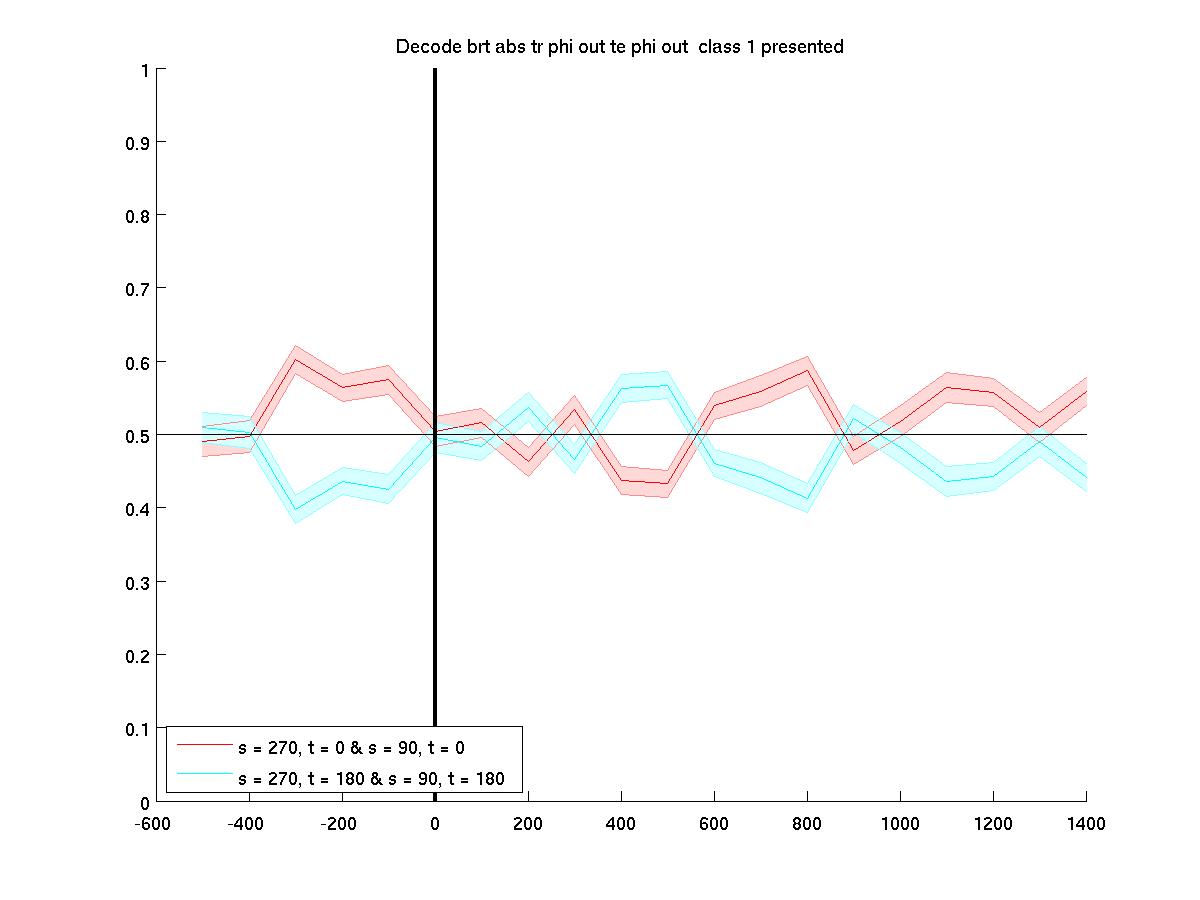 Decode brt abs tr phi out te phi out  class 1 presented
1
0.9
0.8
0.7
0.6
0.5
0.4
0.3
0.2
0.1
0
s = 270, t = 0 & s = 90, t = 0
s = 270, t = 180 & s = 90, t = 180
-600 -400 -200 0 200 400 600 800 1000 1200 1400